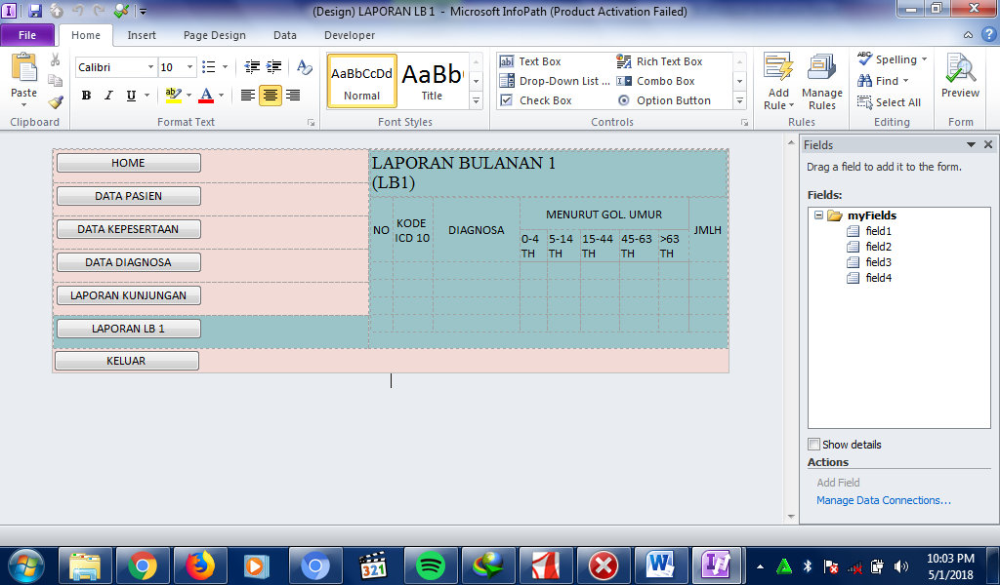 (Design) LAPORAN LB 1 - Microsoft InfoPath (Product Activation Failed)
File Home Insert Page Design Data Developer
Paste
Clipboard
Calibri 10
B I U ab A
Format Text
AaBbCcDd
Normal
AaBb
Title
Font Styles
ab Text Box
Rich Text Box
Drop-Down List ...
Combo Box
Check Box
Option Button
Controls
Add Rule
Manage Rules
Rules
ABC Spelling
Find
Select All
Editing
Preview
Form
HOME
DATA PASIEN
DATA KEPESERTAAN
DATA DIAGNOSA
LAPORAN KUNJUNGAN
LAPORAN LB 1
KELUAR
LAPORAN BULANAN 1
(LB1)
NO
KODE
ICD 10
DIAGNOSA
MENURUT GOL. UMUR
JMLH
0-4 TH
5-14 TH
15-44 TH
45-63 TH
>63 TH
Fields
Drag a field to add it to the form.
Fields:
myFields
field1
field2
field3
field4
Show details
Actions
Add Field
Manage Data Connections...
321
W
10:03 PM
5/1/2018